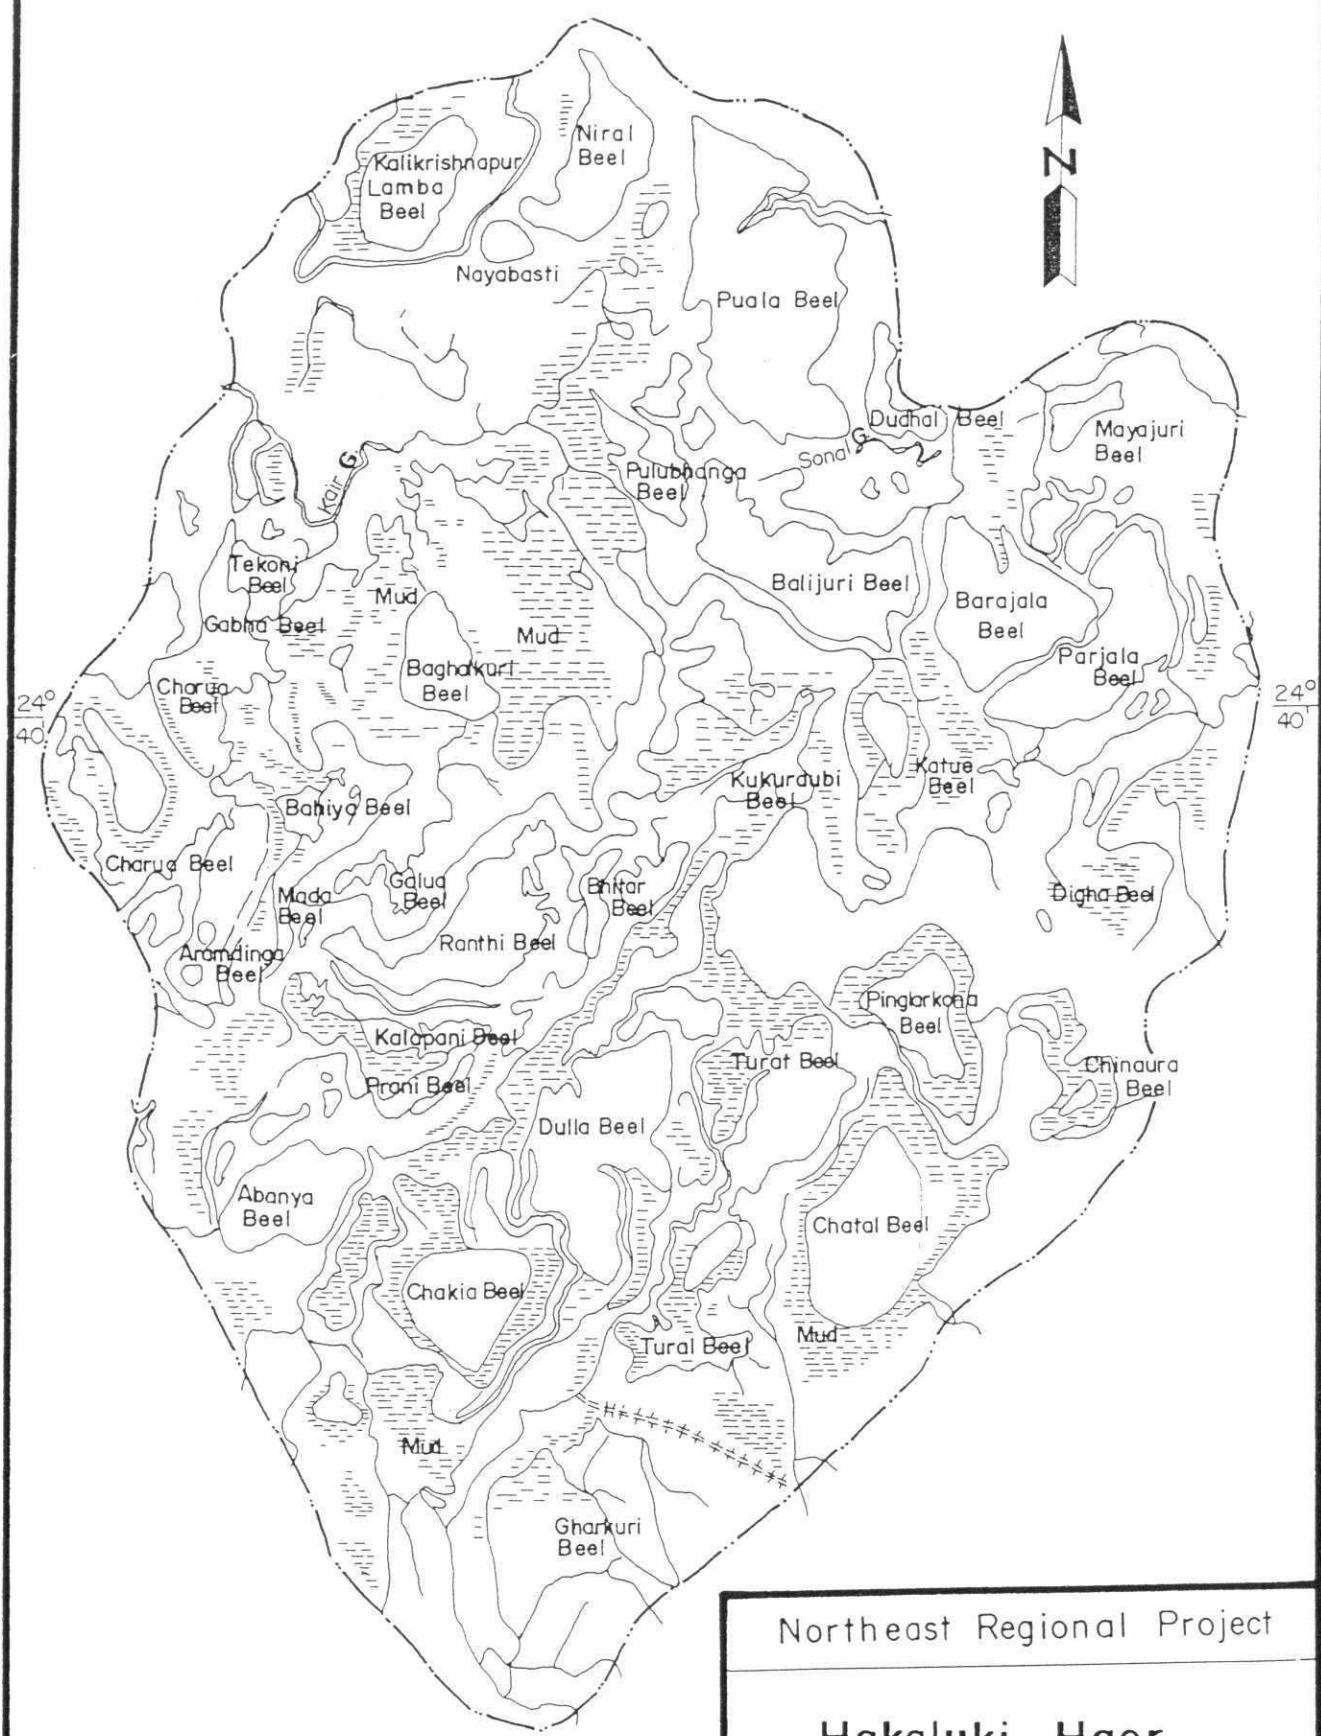 N
Niral
Beel
Kalikrishnapur
Lamba
Beel
Nayabasti
Puala Beel
Dudhal Beel
Mayajuri
Beel
Sonal G.
Kair G.
Pulubhanga
Beel
Tekoni
Beel
Mud
Balijuri Beel
Barajala
Beel
Gabha Beel
Mud
Baghalkuri
Beel
Parjala
Beel
Charua
Beel
24°
40'
24°
40'
Kukurdubi
Beel
Katue
Beel
Bahiya Beel
Charua Beel
Galua
Beel
Mada
Beel
Bhitar
Beel
Digha Beel
Ranthi Beel
Aramdinga
Beel
Pinglarkona
Beel
Kalapani Beel
Turat Beel
Chinaura
Beel
Prani Beel
Dulla Beel
Abanya
Beel
Chatal Beel
Chakia Beel
Mud
Tural Beel
Mud
Gharkuri
Beel
Northeast Regional Project
Hakaluki Haor